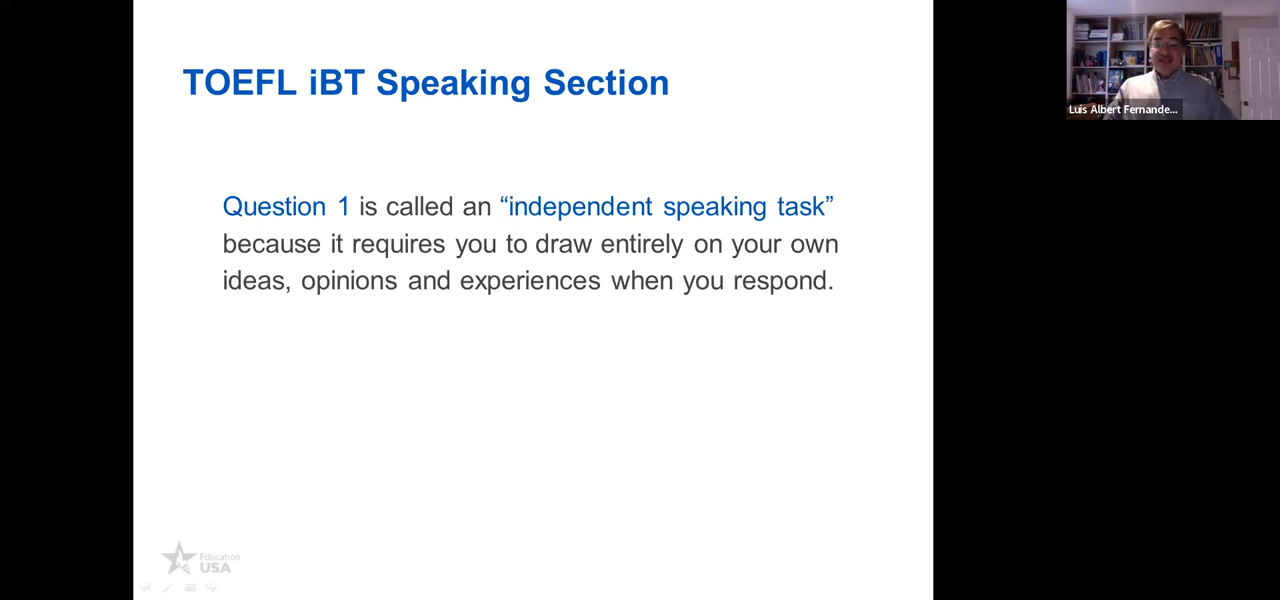 TOEFL iBT Speaking Section
Luis Albert Fernande...
Question 1 is called an “independent speaking task”
because it requires you to draw entirely on your own
ideas, opinions and experiences when you respond.
Education
USA